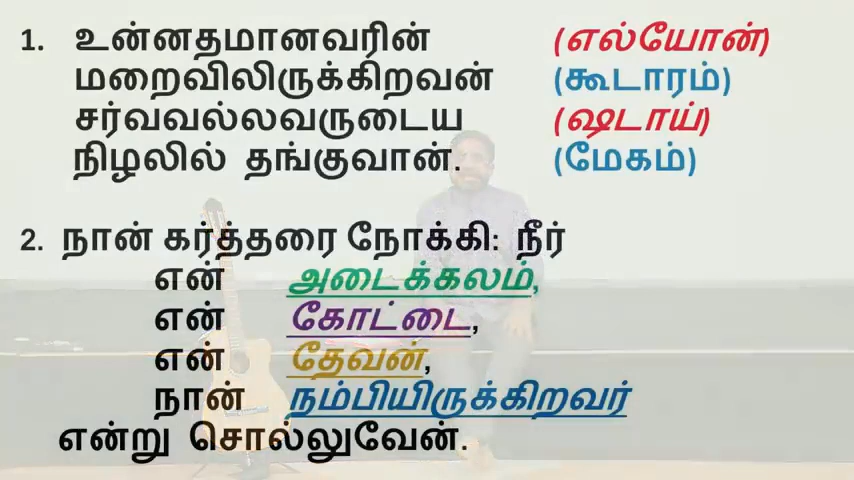 1. உன்னதமானவரின் (எல்யோன்)
மறைவிலிருக்கிறவன் (கூடாரம்)
சர்வவல்லவருடைய (ஷடாய்)
நிழலில் தங்குவான். (மேகம்)
2. நான் கர்த்தரை நோக்கி: நீர்
என் அடைக்கலம்,
என் கோட்டை,
என் தேவன்,
நான் நம்பியிருக்கிறவர்
என்று சொல்லுவேன்.